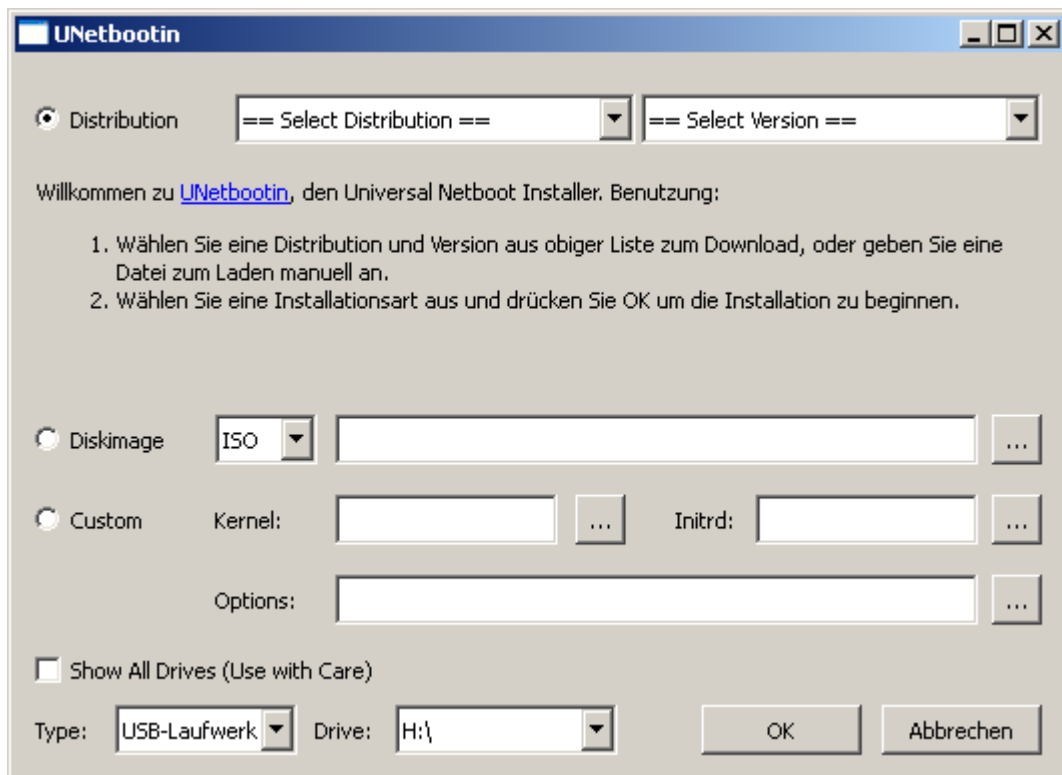 UNetbootin
Distribution == Select Distribution == == Select Version ==
Willkommen zu UNetbootin, den Universal Netboot Installer. Benutzung:
1. Wählen Sie eine Distribution und Version aus obiger Liste zum Download, oder geben Sie eine
Datei zum Laden manuell an.
2. Wählen Sie eine Installationsart aus und drücken Sie OK um die Installation zu beginnen.
Diskimage ISO ...
Custom Kernel: ... Initrd: ...
Options: ...
Show All Drives (Use with Care)
Type: USB-Laufwerk Drive: H:\ OK Abbrechen